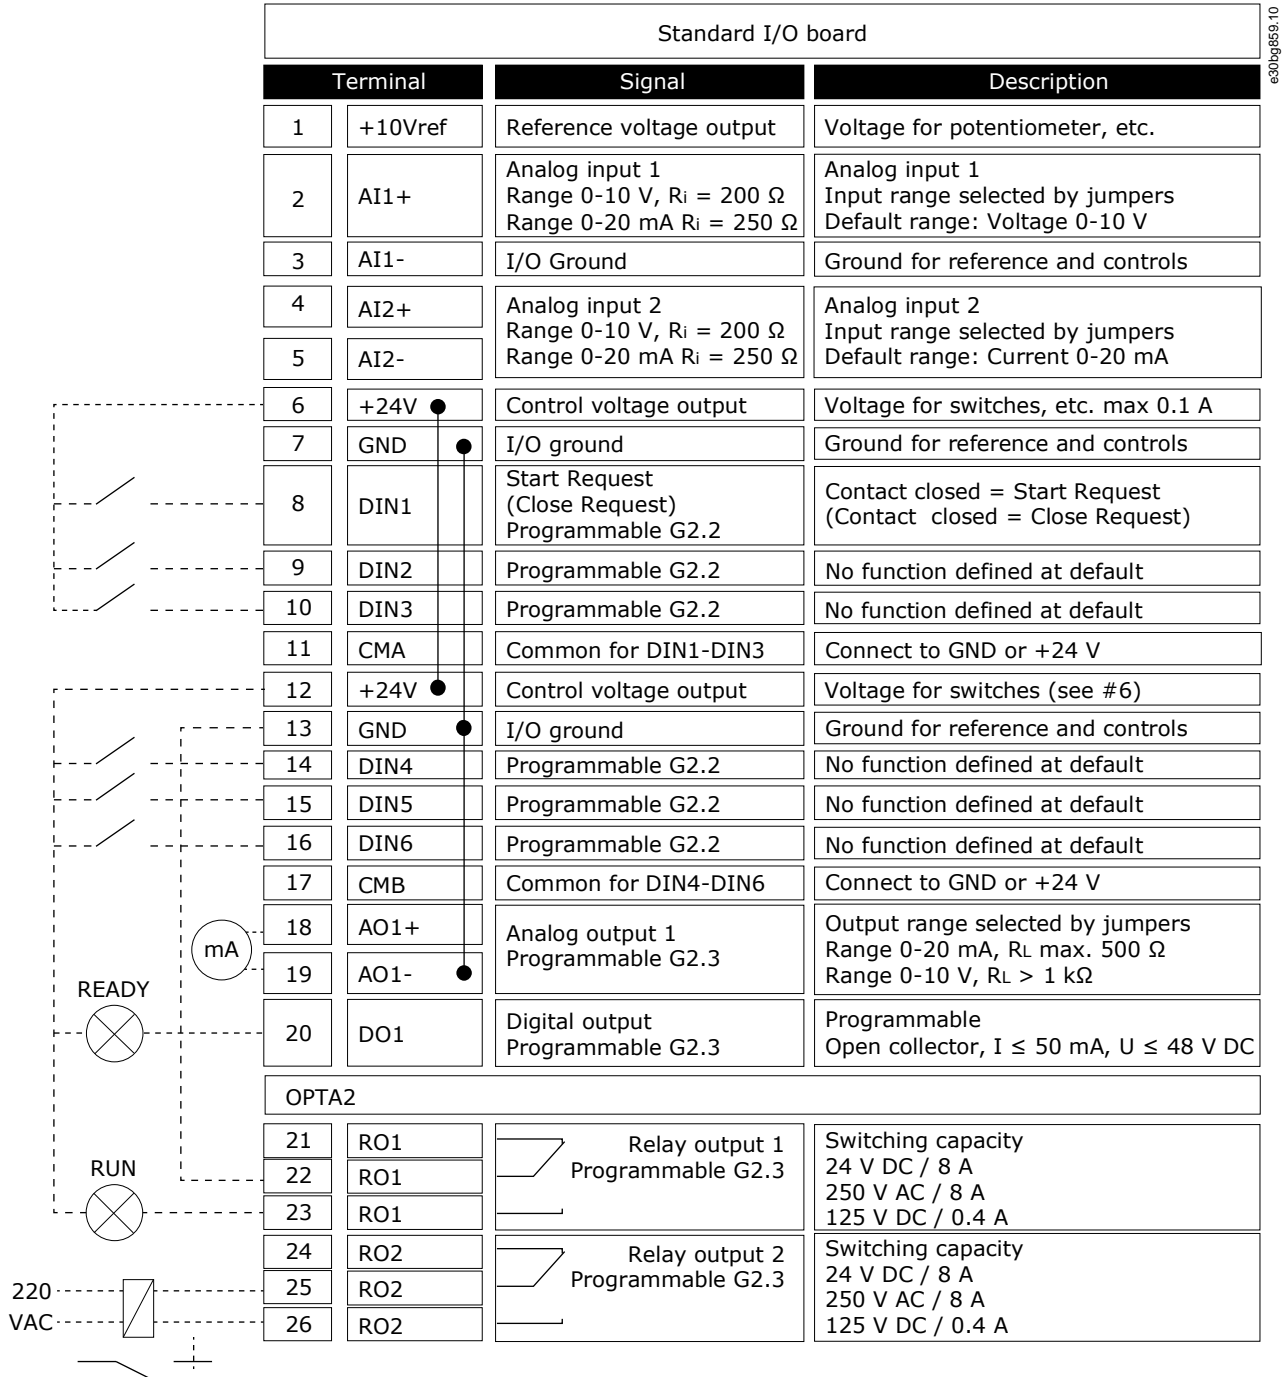 Standard I/O board
e30bg859.10
Terminal Signal Description
1 +10Vref Reference voltage output Voltage for potentiometer, etc.
2 AI1+ Analog input 1
Range 0-10 V, Ri = 200 Ω
Range 0-20 mA Ri = 250 Ω
Analog input 1
Input range selected by jumpers
Default range: Voltage 0-10 V
3 AI1- I/O Ground Ground for reference and controls
4 AI2+
5 AI2-
Analog input 2
Range 0-10 V, Ri = 200 Ω
Range 0-20 mA Ri = 250 Ω
Analog input 2
Input range selected by jumpers
Default range: Current 0-20 mA
6 +24V Control voltage output Voltage for switches, etc. max 0.1 A
7 GND I/O ground Ground for reference and controls
8 DIN1 Start Request
(Close Request)
Programmable G2.2
Contact closed = Start Request
(Contact closed = Close Request)
9 DIN2 Programmable G2.2 No function defined at default
10 DIN3 Programmable G2.2 No function defined at default
11 CMA Common for DIN1-DIN3 Connect to GND or +24 V
12 +24V Control voltage output Voltage for switches (see #6)
13 GND I/O ground Ground for reference and controls
14 DIN4 Programmable G2.2 No function defined at default
15 DIN5 Programmable G2.2 No function defined at default
16 DIN6 Programmable G2.2 No function defined at default
17 CMB Common for DIN4-DIN6 Connect to GND or +24 V
mA
18 AO1+
19 AO1-
Analog output 1
Programmable G2.3
Output range selected by jumpers
Range 0-20 mA, RL max. 500 Ω
Range 0-10 V, RL > 1 kΩ
READY
20 DO1 Digital output
Programmable G2.3
Programmable
Open collector, I ≤ 50 mA, U ≤ 48 V DC
OPTA2
RUN
21 RO1
22 RO1
23 RO1
Relay output 1
Programmable G2.3
Switching capacity
24 V DC / 8 A
250 V AC / 8 A
125 V DC / 0.4 A
220
VAC
24 RO2
25 RO2
26 RO2
Relay output 2
Programmable G2.3
Switching capacity
24 V DC / 8 A
250 V AC / 8 A
125 V DC / 0.4 A